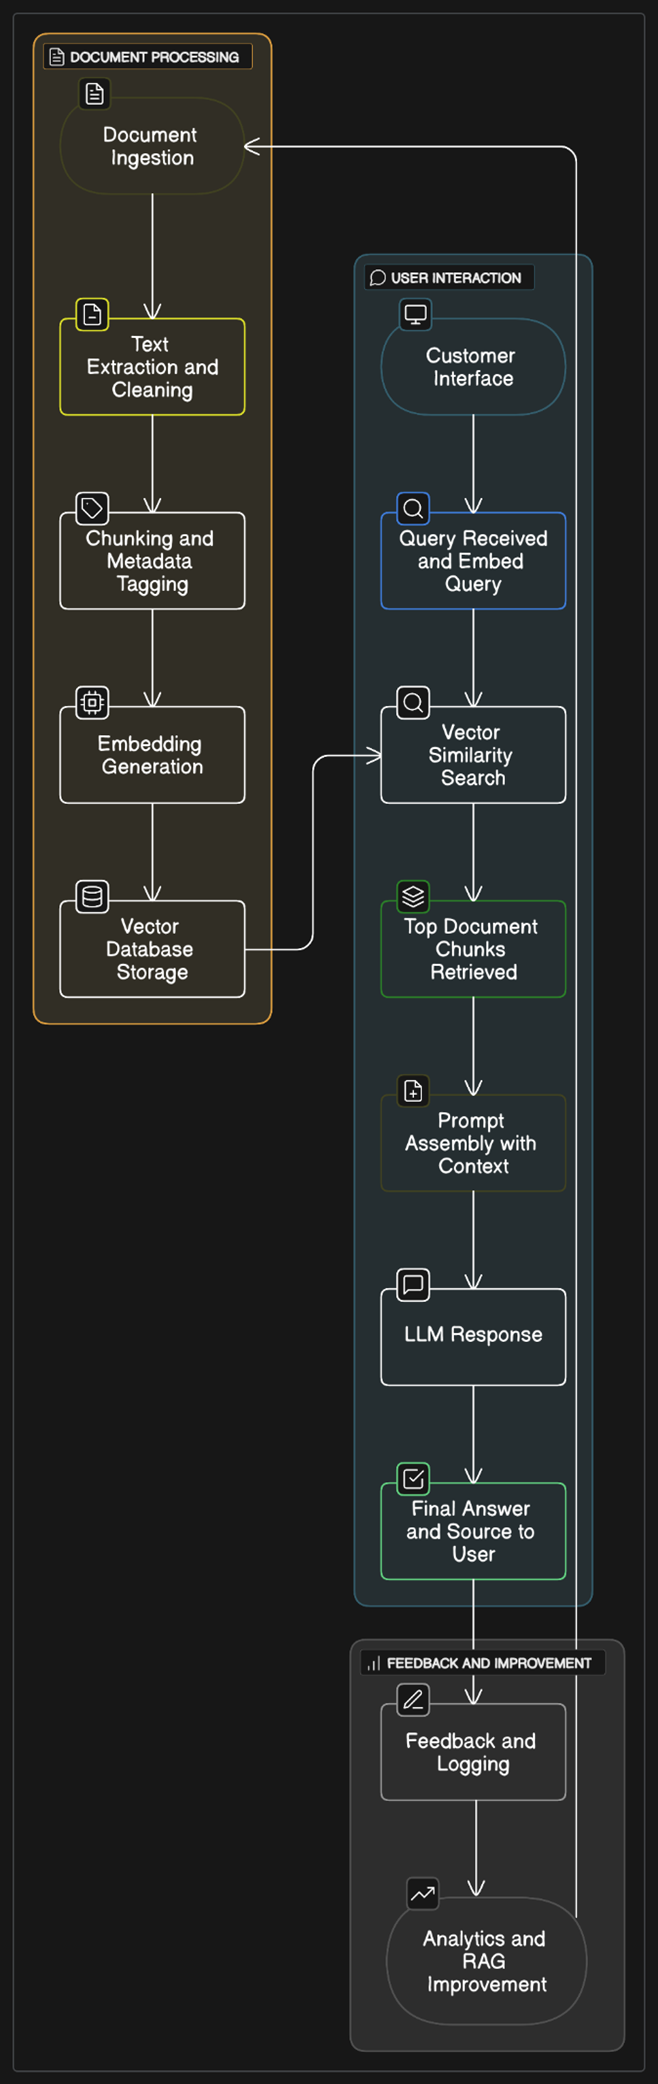 DOCUMENT PROCESSING
Document
Ingestion
Text
Extraction and
Cleaning
Chunking and
Metadata
Tagging
Embedding
Generation
Vector
Database
Storage
USER INTERACTION
Customer
Interface
Query Received
and Embed
Query
Vector
Similarity
Search
Top Document
Chunks
Retrieved
Prompt
Assembly with
Context
LLM Response
Final Answer
and Source to
User
FEEDBACK AND IMPROVEMENT
Feedback and
Logging
Analytics and
RAG
Improvement